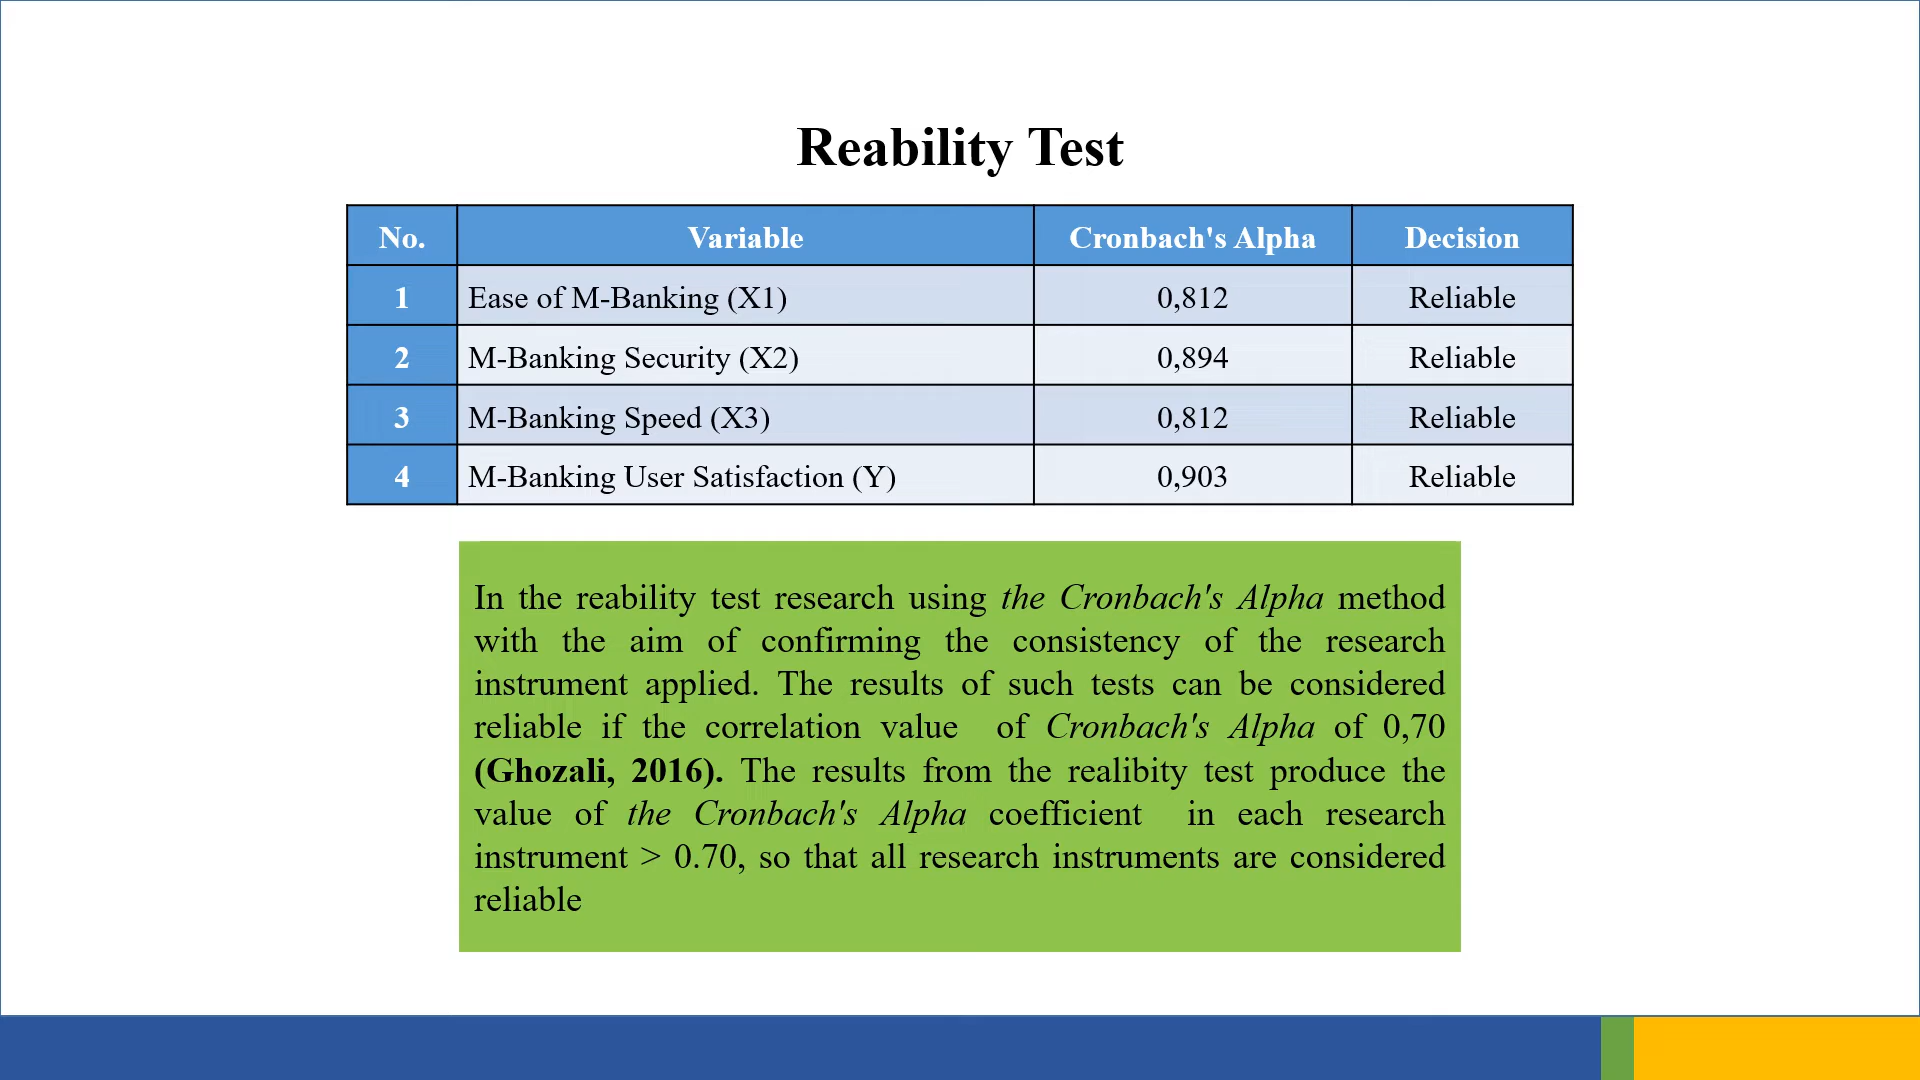 Reability Test
No. Variable Cronbach's Alpha Decision
1 Ease of M-Banking (X1) 0,812 Reliable
2 M-Banking Security (X2) 0,894 Reliable
3 M-Banking Speed (X3) 0,812 Reliable
4 M-Banking User Satisfaction (Y) 0,903 Reliable
In the reability test research using the Cronbach's Alpha method
with the aim of confirming the consistency of the research
instrument applied. The results of such tests can be considered
reliable if the correlation value of Cronbach's Alpha of 0,70
(Ghozali, 2016). The results from the realibity test produce the
value of the Cronbach's Alpha coefficient in each research
instrument > 0.70, so that all research instruments are considered
reliable